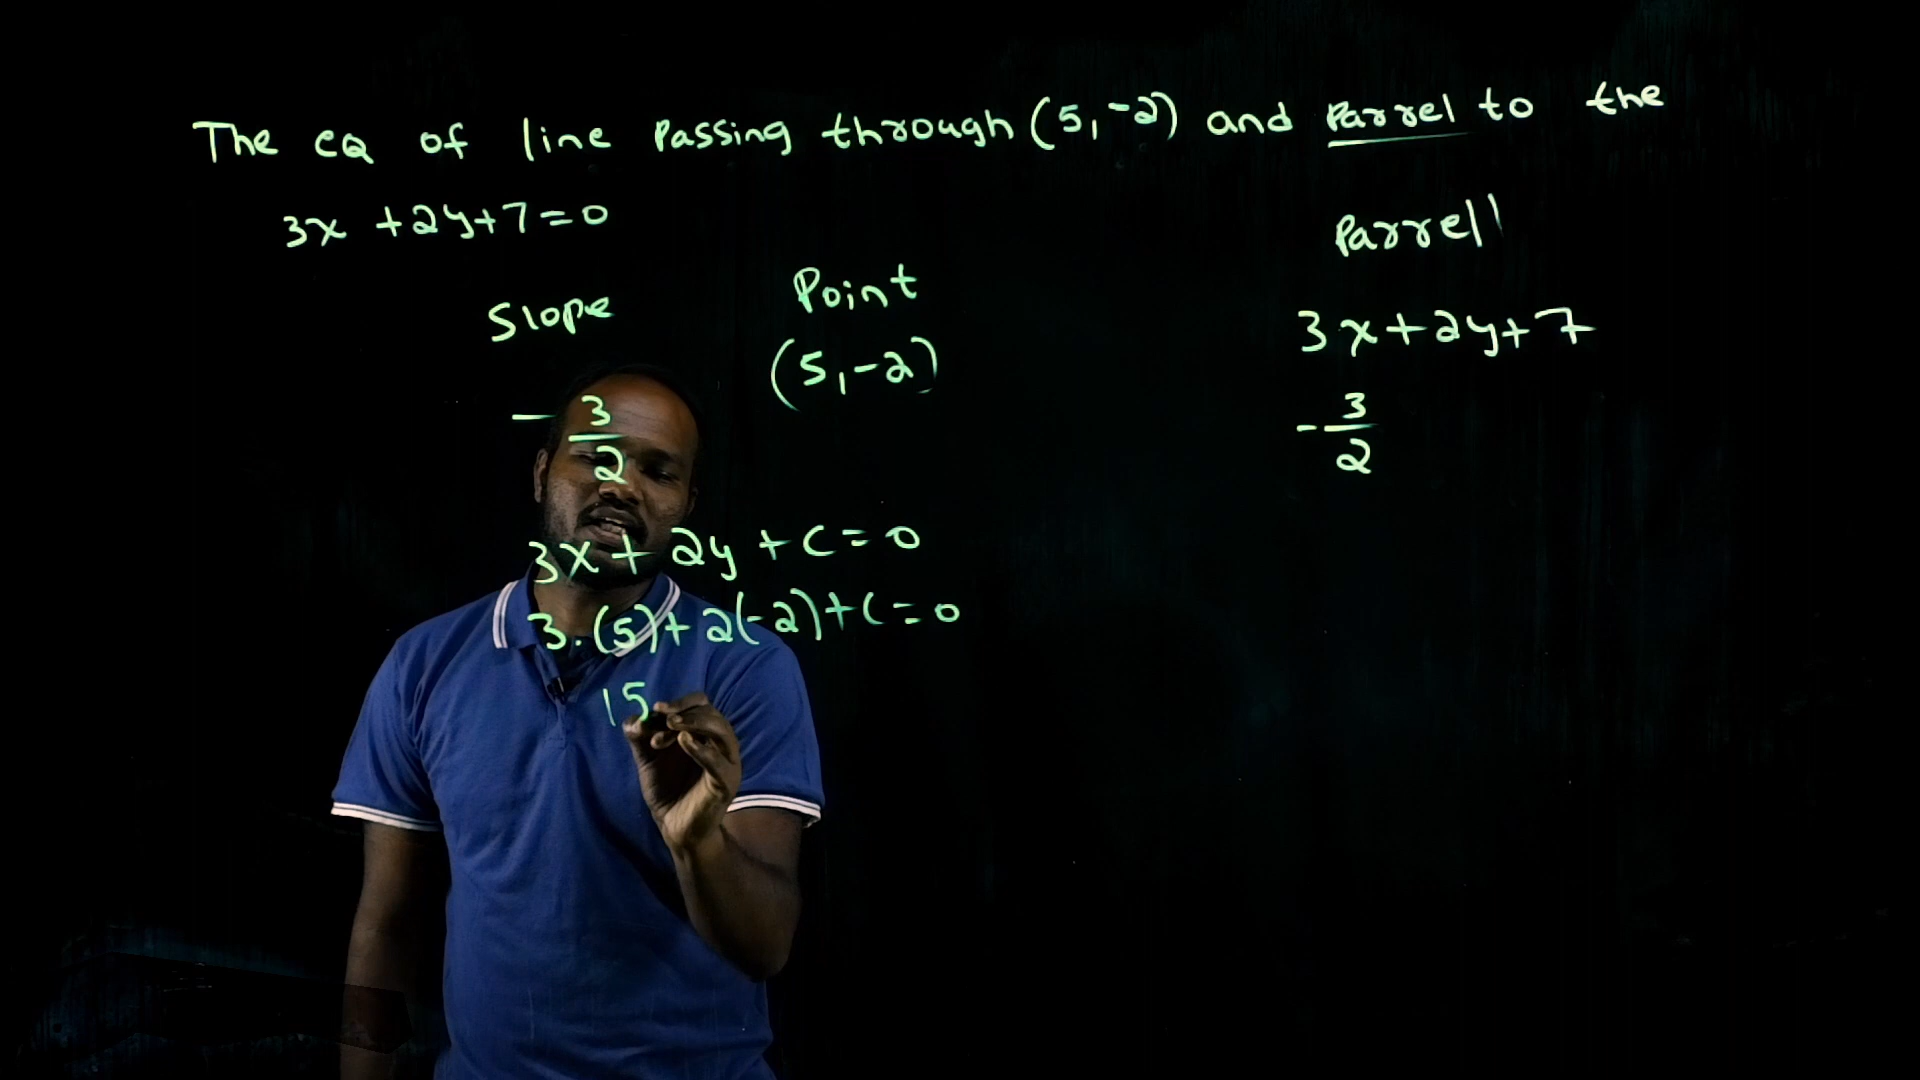 The eq of line Passing through (5, -2) and Parrel to the
3x +2y+7=0
Parrell
Slope
Point
3x+2y+7
(5, -2)
- 3/2
- 3/2
3x + 2y + c = 0
3.(5)+ 2(-2)+c = 0
15